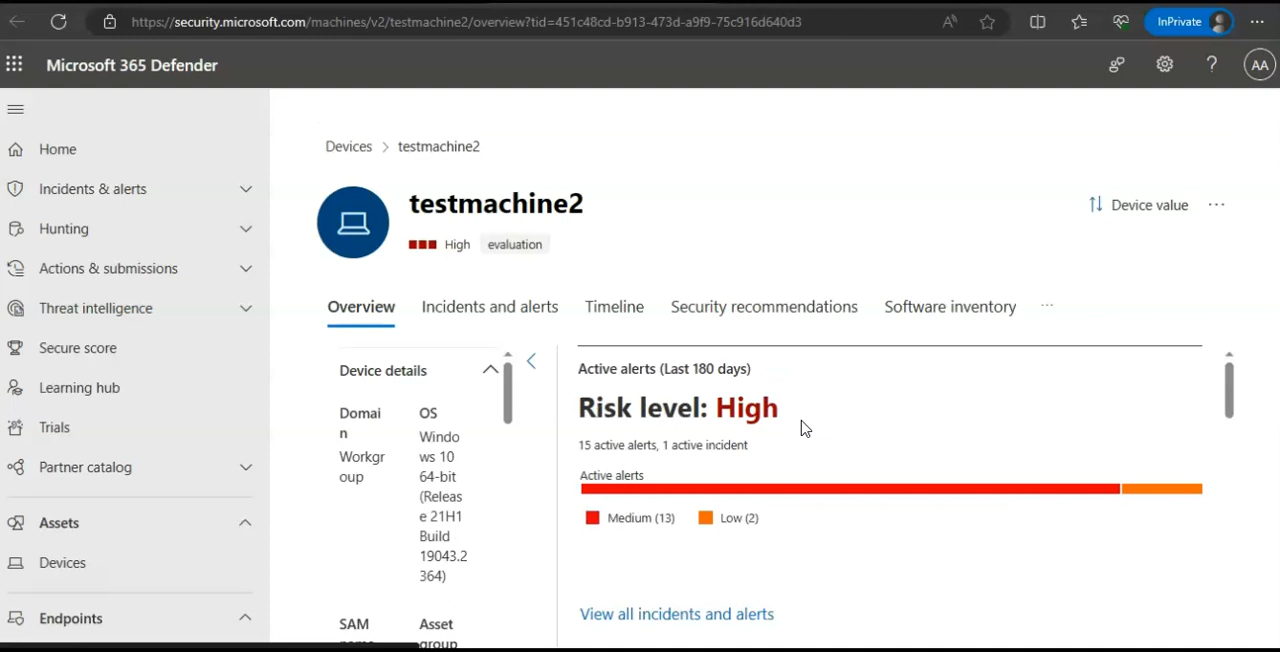 https://security.microsoft.com/machines/v2/testmachine2/overview?tid=451c48cd-b913-473d-a9f9-75c916d640d3
InPrivate
Microsoft 365 Defender
AA
Home
Incidents & alerts
Hunting
Actions & submissions
Threat intelligence
Secure score
Learning hub
Trials
Partner catalog
Assets
Devices
Endpoints
Devices > testmachine2
testmachine2
High evaluation
Device value
Overview Incidents and alerts Timeline Security recommendations Software inventory
Device details
Domai
n
Workgr
oup
OS
Windo
ws 10
64-bit
(Releas
e 21H1
Build
19043.2
364)
SAM
name
Asset
group
Active alerts (Last 180 days)
Risk level: High
15 active alerts, 1 active incident
Active alerts
Medium (13) Low (2)
View all incidents and alerts